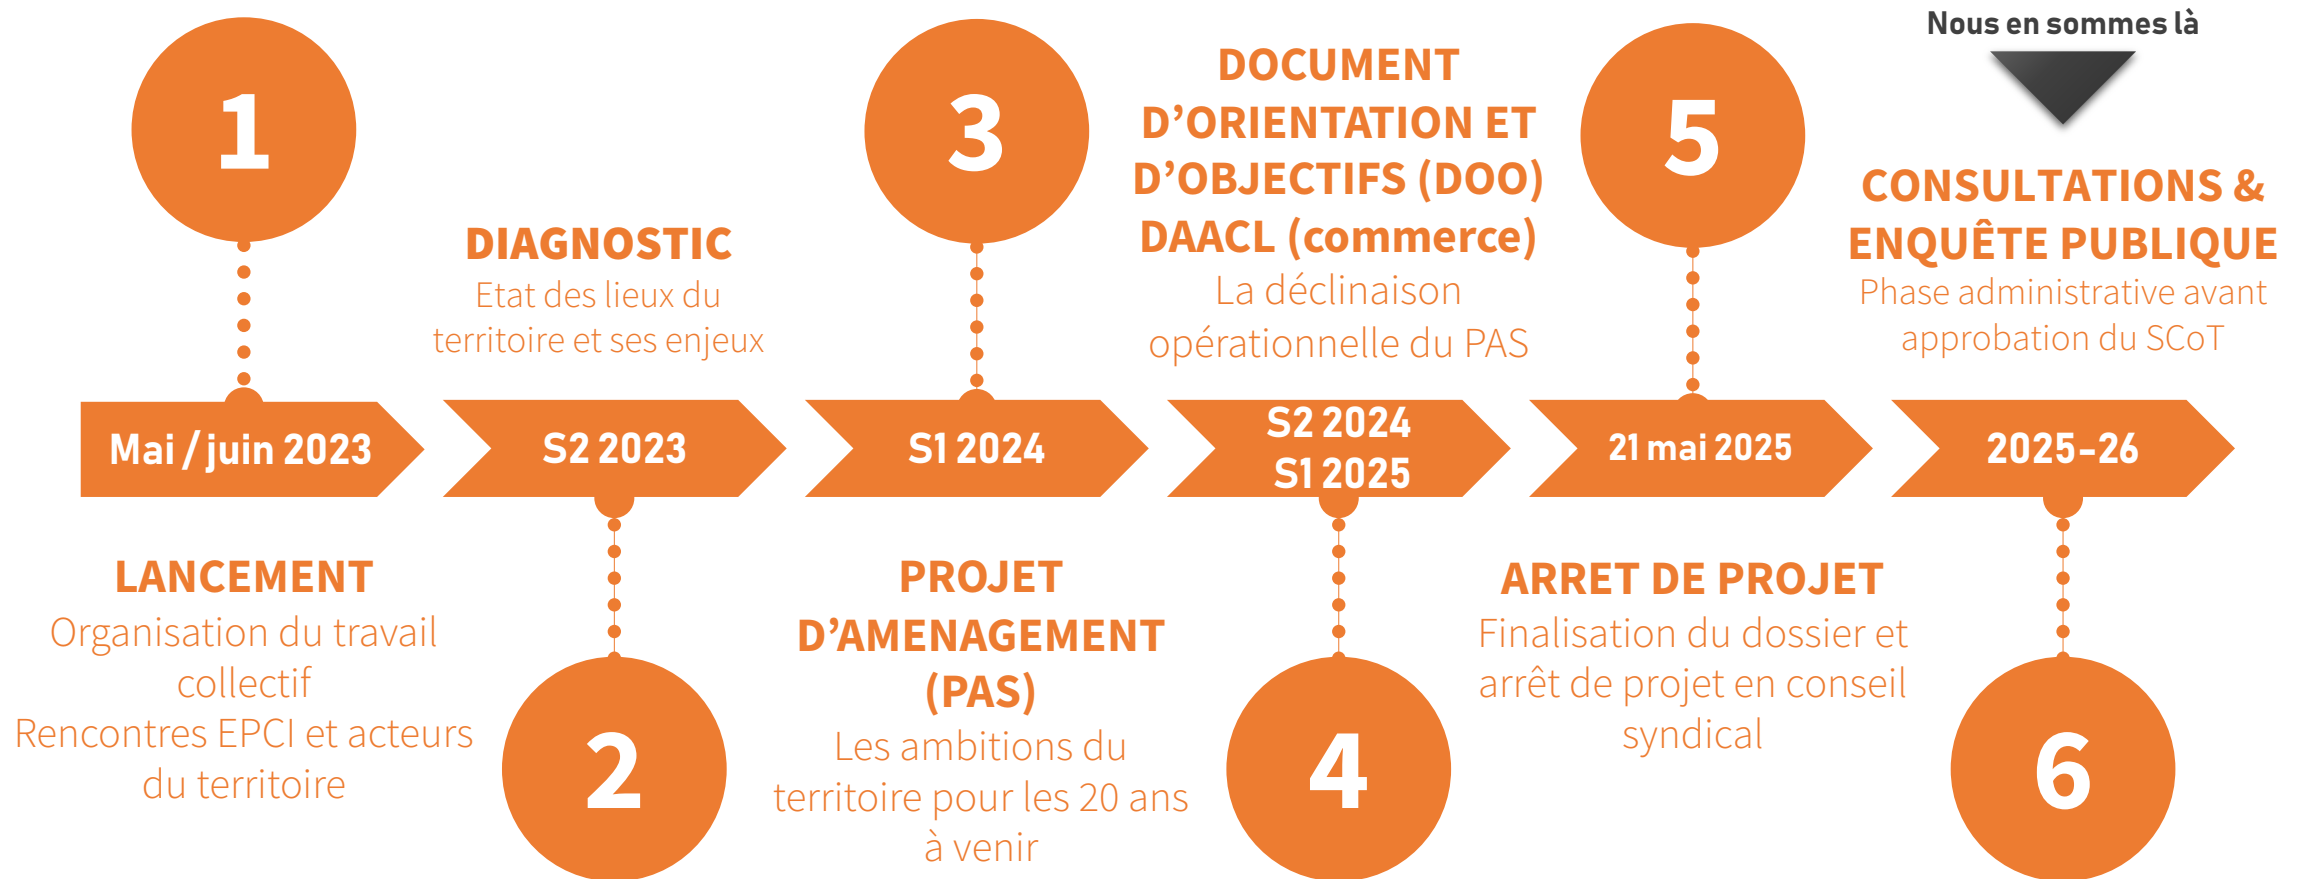 1
Mai / juin 2023
LANCEMENT
Organisation du travail
collectif
Rencontres EPCI et acteurs
du territoire
DIAGNOSTIC
Etat des lieux du
territoire et ses enjeux
S2 2023
2
3
S1 2024
PROJET
D’AMENAGEMENT
(PAS)
Les ambitions du
territoire pour les 20 ans
à venir
DOCUMENT
D’ORIENTATION ET
D’OBJECTIFS (DOO)
DAACL (commerce)
La déclinaison
opérationnelle du PAS
S2 2024
S1 2025
4
5
21 mai 2025
ARRET DE PROJET
Finalisation du dossier et
arrêt de projet en conseil
syndical
Nous en sommes là
CONSULTATIONS &
ENQUÊTE PUBLIQUE
Phase administrative avant
approbation du SCoT
2025-26
6